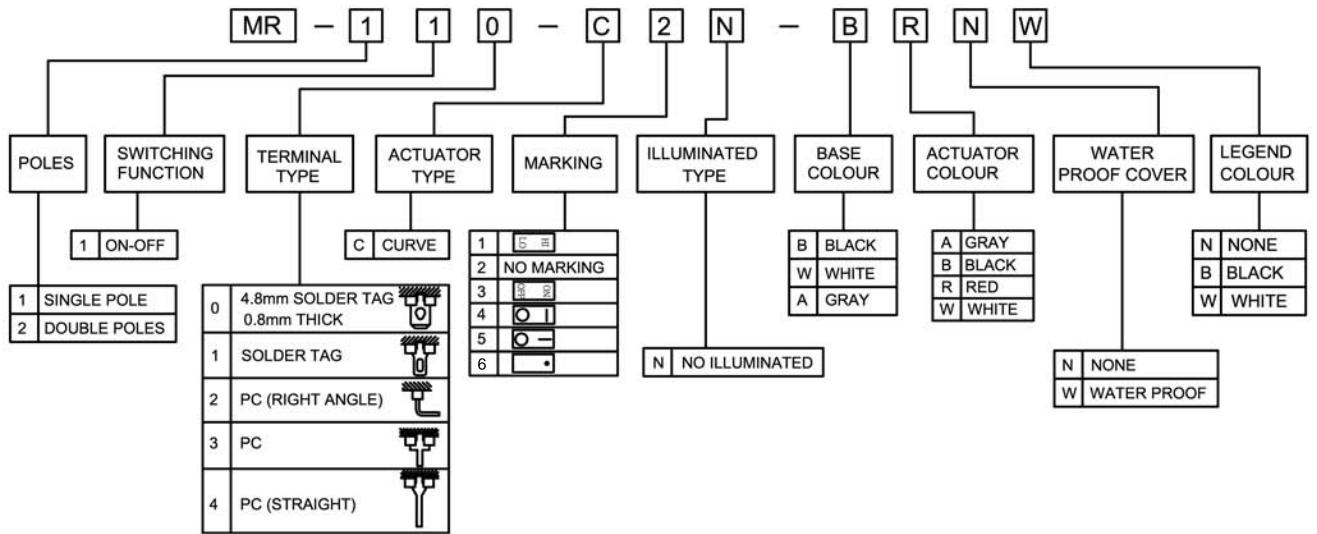 MR – 1 1 0 – C 2 N – B R N W
POLES
SWITCHING
FUNCTION
TERMINAL
TYPE
ACTUATOR
TYPE
MARKING
ILLUMINATED
TYPE
BASE
COLOUR
ACTUATOR
COLOUR
WATER
PROOF COVER
LEGEND
COLOUR
1 SINGLE POLE
2 DOUBLE POLES
1 ON-OFF
0 4.8mm SOLDER TAG
0.8mm THICK
1 SOLDER TAG
2 PC (RIGHT ANGLE)
3 PC
4 PC (STRAIGHT)
C CURVE
1 LO HI
2 NO MARKING
3 OFF ON
4 O |
5 O –
6 •
N NO ILLUMINATED
B BLACK
W WHITE
A GRAY
A GRAY
B BLACK
R RED
W WHITE
N NONE
W WATER PROOF
N NONE
B BLACK
W WHITE